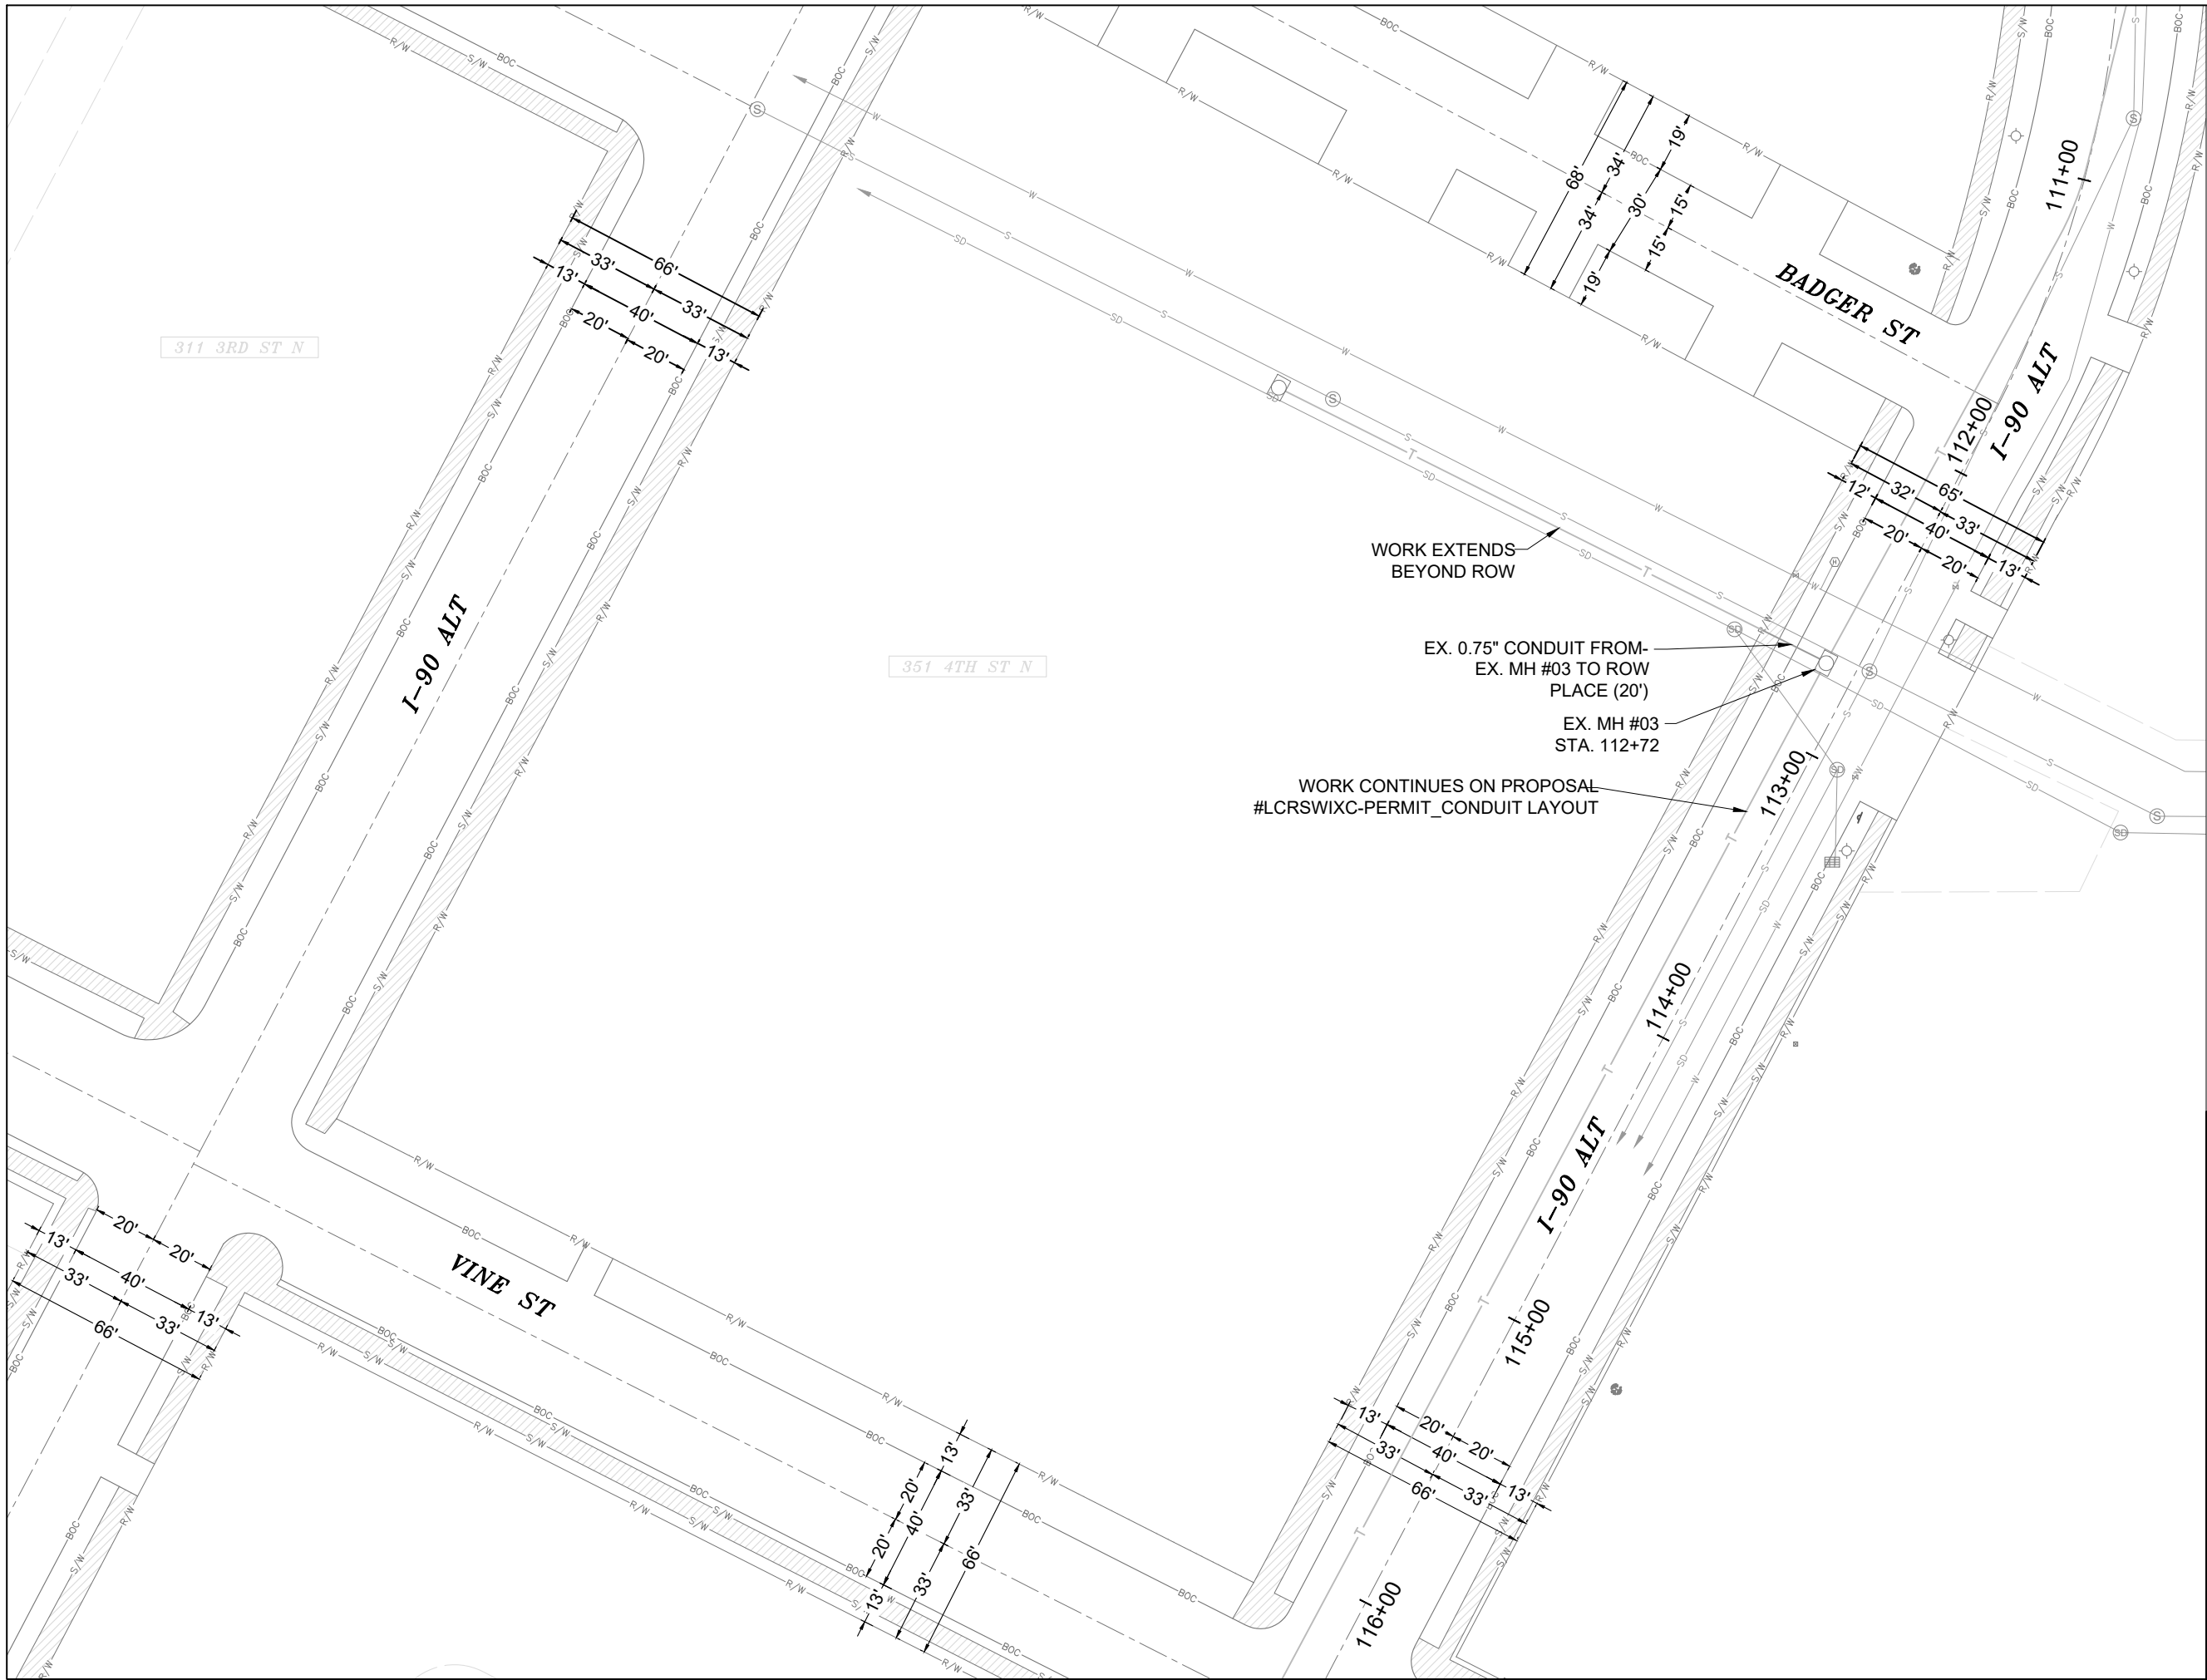 BADGER ST
111+00
112+00
I-90 ALT
68'
34'
34'
19'
30'
15'
15'
19'
66'
33'
33'
13'
40'
13'
20'
20'
311 3RD ST N
I-90 ALT
351 4TH ST N
65'
32'
33'
12'
40'
13'
20'
20'
WORK EXTENDS
BEYOND ROW
EX. 0.75" CONDUIT FROM-
EX. MH #03 TO ROW
PLACE (20')
EX. MH #03
STA. 112+72
WORK CONTINUES ON PROPOSAL
#LCRSWIXC-PERMIT_CONDUIT LAYOUT
113+00
114+00
I-90 ALT
115+00
116+00
VINE ST
20'
20'
13'
40'
13'
33'
33'
66'
13'
20'
40'
20'
13'
33'
33'
66'
13'
20'
20'
40'
13'
33'
33'
66'
R/W
S/W
BOC
W
S
SD
T